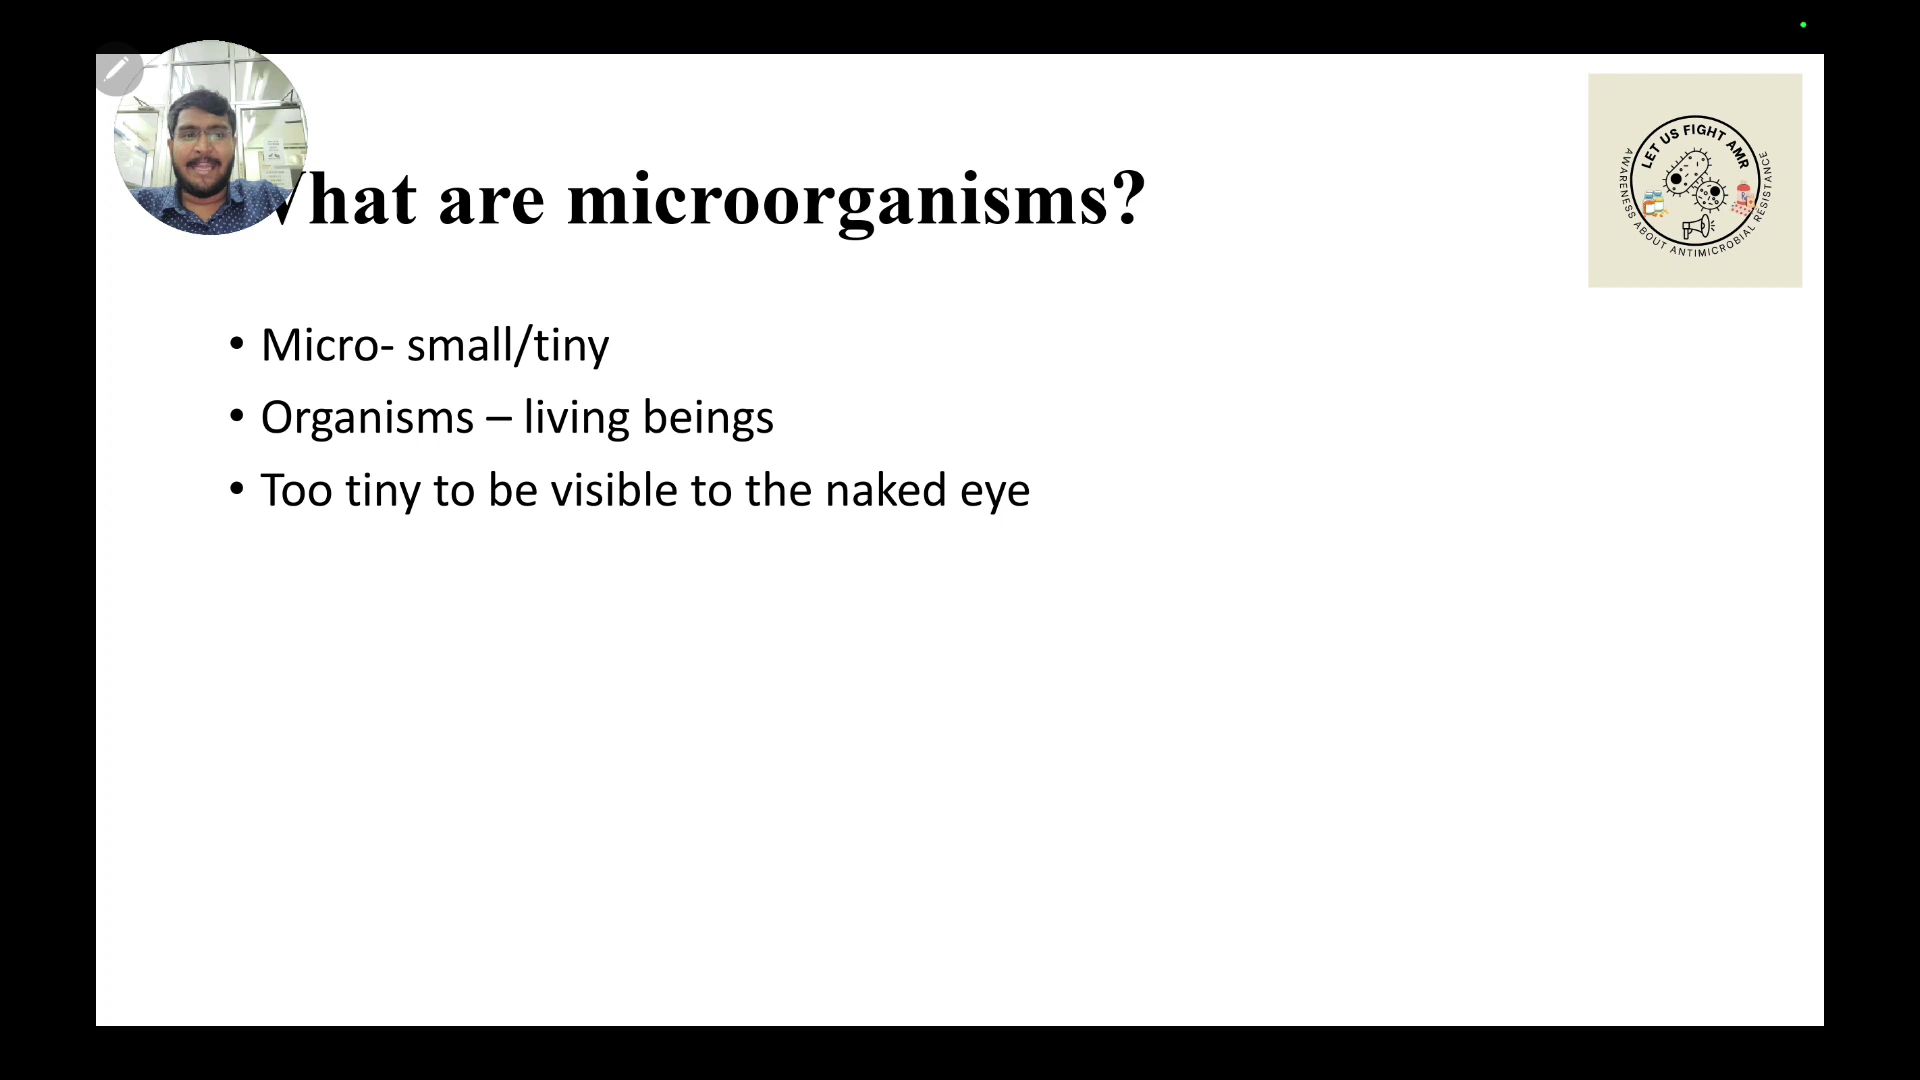 What are microorganisms?
• Micro- small/tiny
• Organisms – living beings
• Too tiny to be visible to the naked eye
LET US FIGHT AMR
AWARENESS ABOUT ANTIMICROBIAL RESISTANCE